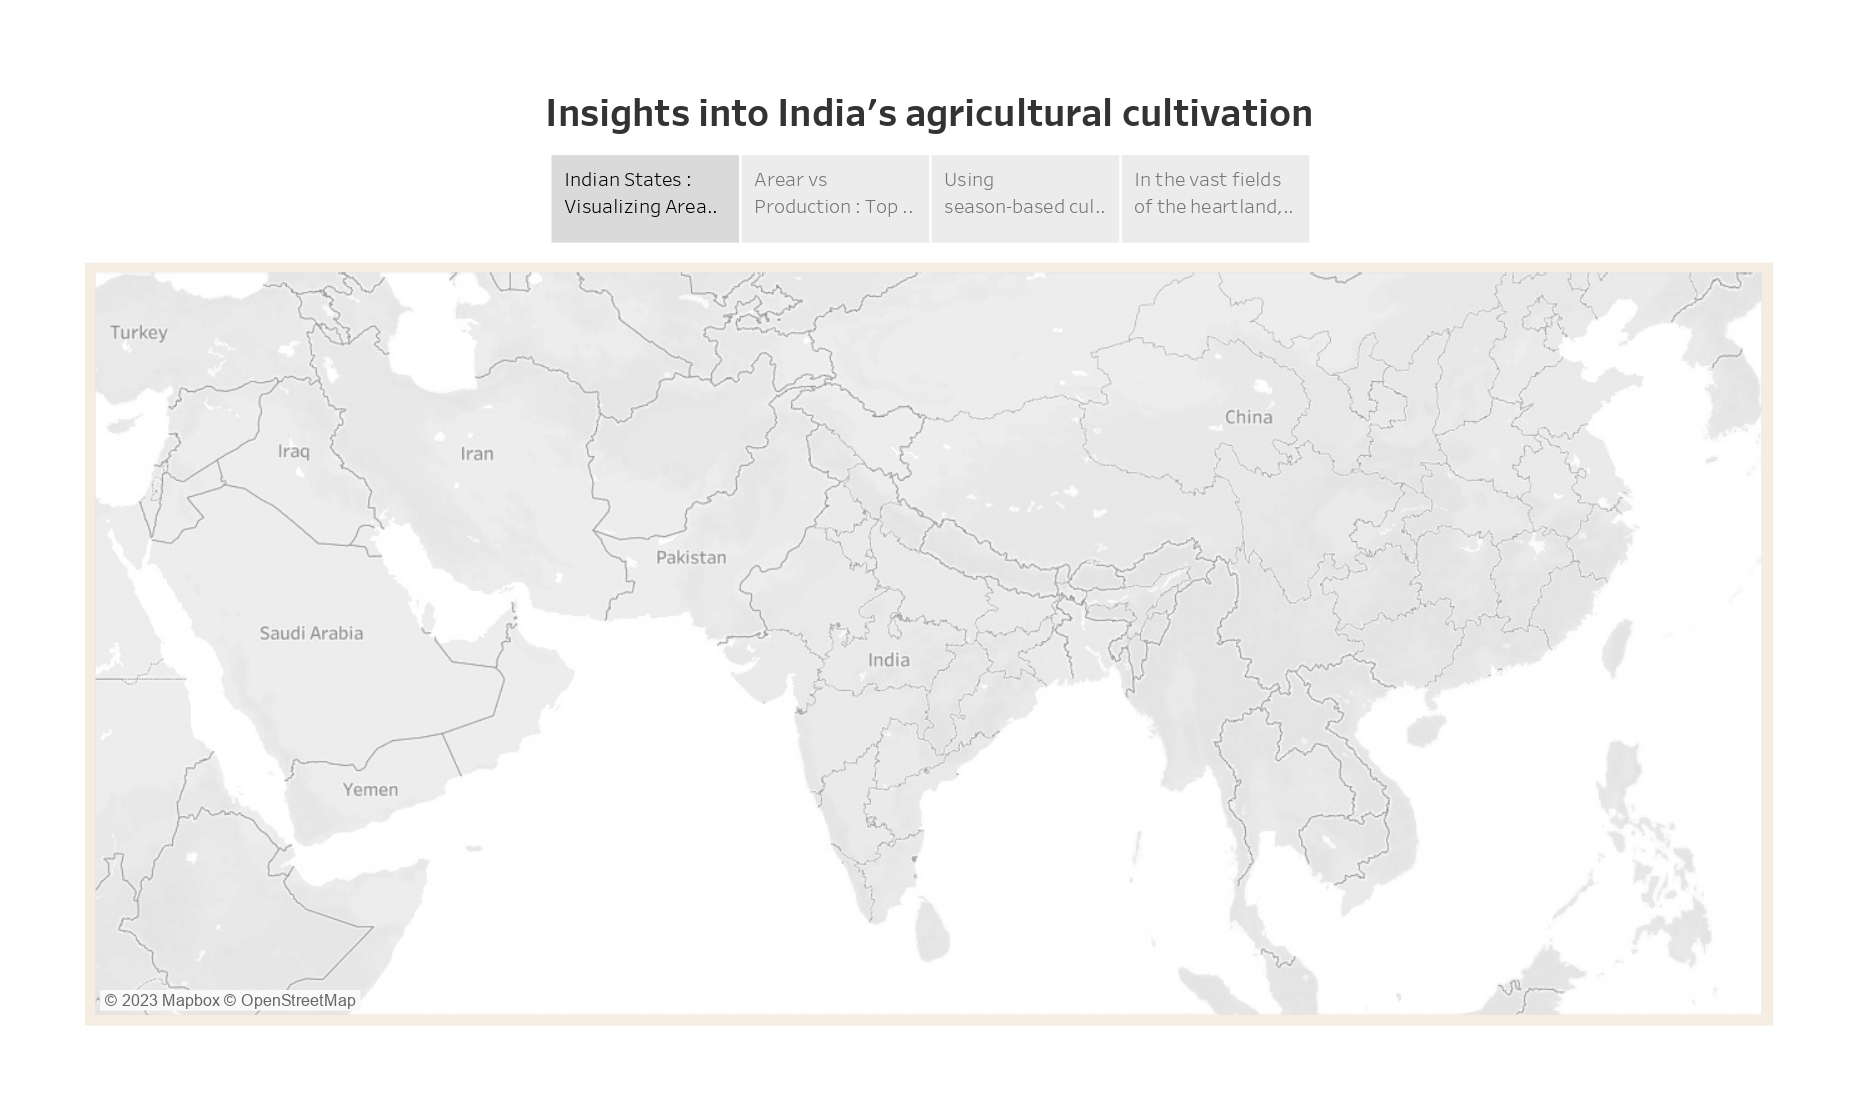 Insights into India’s agricultural cultivation
Indian States :
Visualizing Area..
Arear vs
Production : Top ..
Using
season-based cul..
In the vast fields
of the heartland,..
Turkey
China
Iraq
Iran
Pakistan
Saudi Arabia
India
Yemen
© 2023 Mapbox © OpenStreetMap